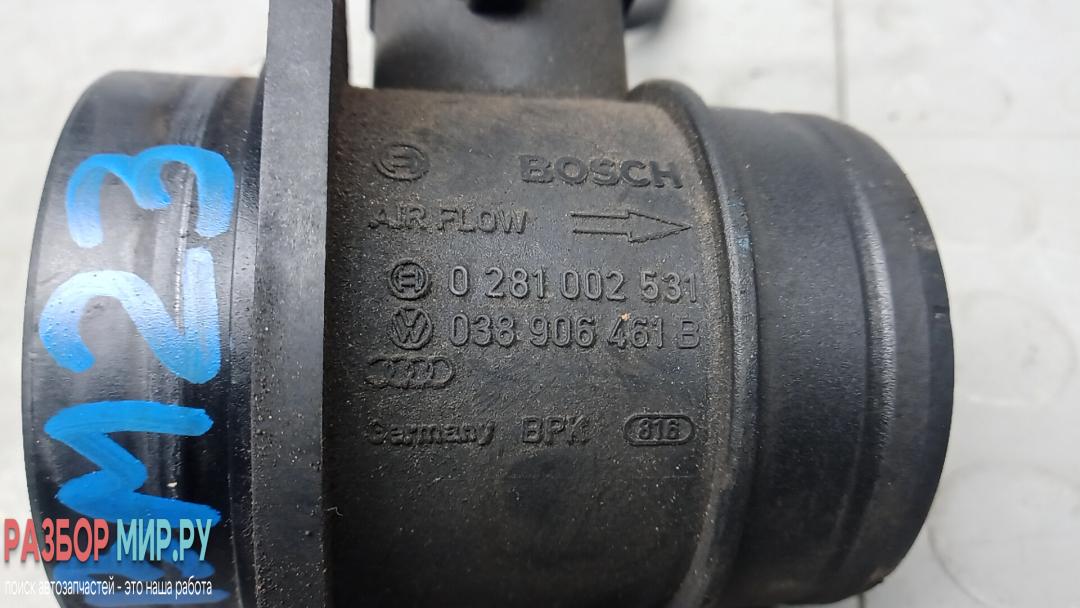 BOSCH
AIR FLOW
0 281 002 531
038 906 461 B
Germany BPK 816
23
РАЗБОР МИР.РУ
поиск автозапчастей - это наша работа